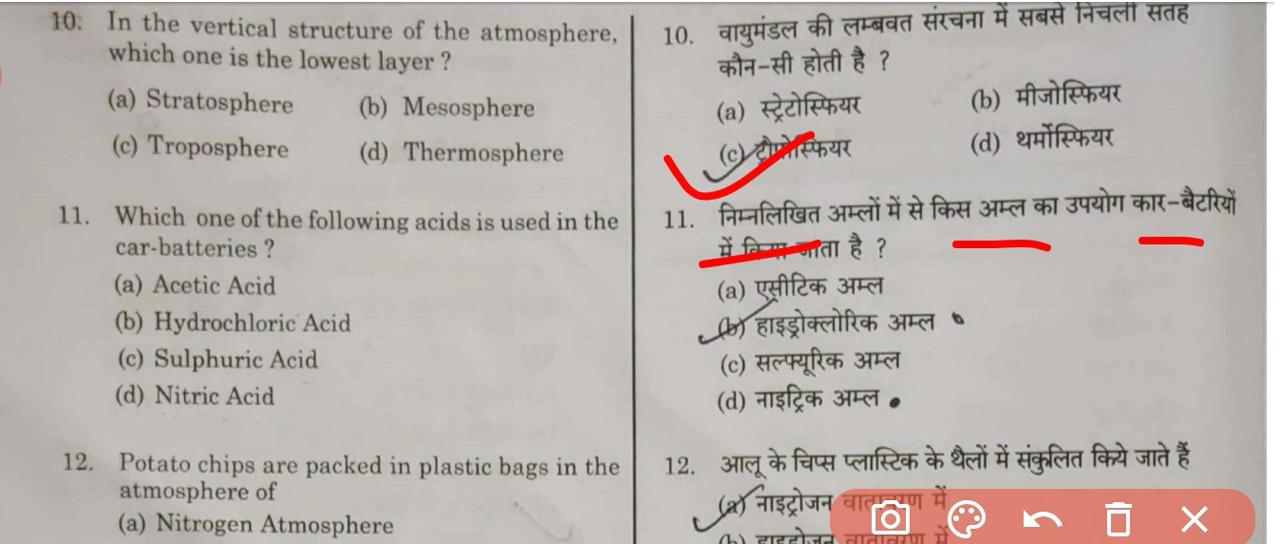 10. In the vertical structure of the atmosphere,
which one is the lowest layer ?
(a) Stratosphere (b) Mesosphere
(c) Troposphere (d) Thermosphere
11. Which one of the following acids is used in the
car-batteries ?
(a) Acetic Acid
(b) Hydrochloric Acid
(c) Sulphuric Acid
(d) Nitric Acid
12. Potato chips are packed in plastic bags in the
atmosphere of
(a) Nitrogen Atmosphere
10. वायुमंडल की लम्बवत संरचना में सबसे निचली सतह
कौन-सी होती है ?
(a) स्ट्रेटोस्फियर (b) मीजोस्फियर
(c) ट्रौपोस्फियर (d) थर्मोस्फियर
11. निम्नलिखित अम्लों में से किस अम्ल का उपयोग कार-बैटरियों
में किया जाता है ?
(a) एसीटिक अम्ल
(b) हाइड्रोक्लोरिक अम्ल
(c) सल्फ्यूरिक अम्ल
(d) नाइट्रिक अम्ल
12. आलू के चिप्स प्लास्टिक के थैलों में संकुलित किये जाते हैं
(a) नाइट्रोजन वातावरण में